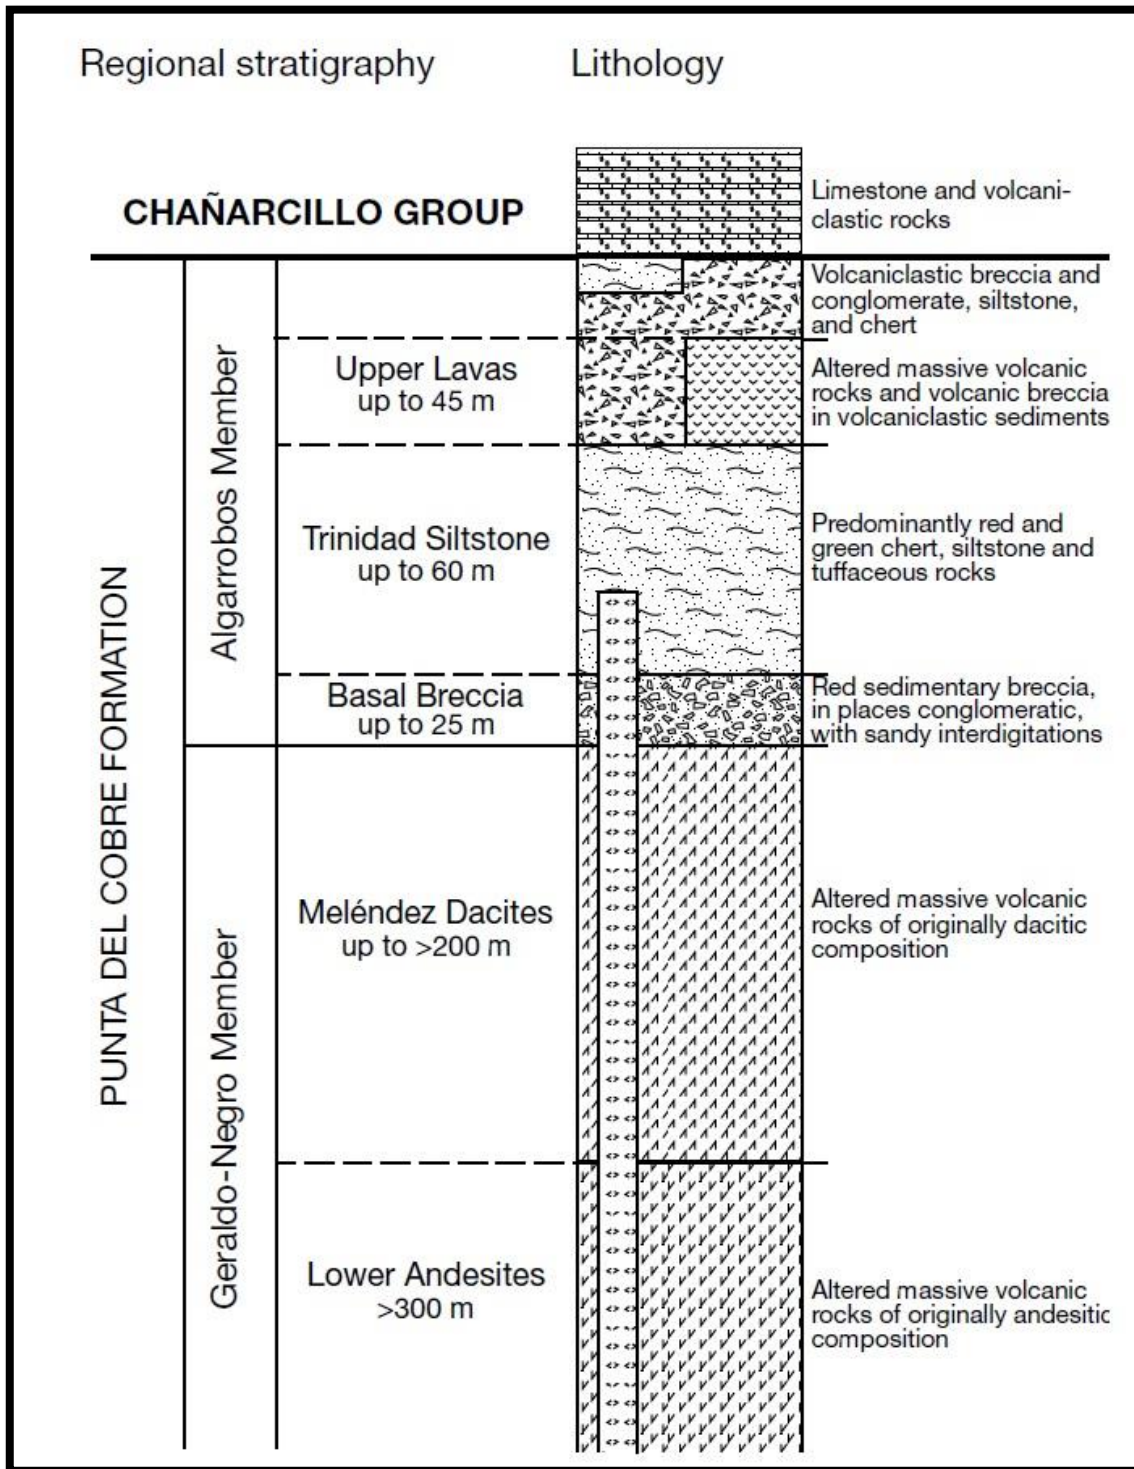 Regional stratigraphy
Lithology
CHAÑARCILLO GROUP
Limestone and volcani-
clastic rocks
PUNTA DEL COBRE FORMATION
Algarrobos Member
Volcaniclastic breccia and
conglomerate, siltstone,
and chert
Upper Lavas
up to 45 m
Altered massive volcanic
rocks and volcanic breccia
in volcaniclastic sediments
Trinidad Siltstone
up to 60 m
Predominantly red and
green chert, siltstone and
tuffaceous rocks
Basal Breccia
up to 25 m
Red sedimentary breccia,
in places conglomeratic,
with sandy interdigitations
Geraldo-Negro Member
Meléndez Dacites
up to >200 m
Altered massive volcanic
rocks of originally dacitic
composition
Lower Andesites
>300 m
Altered massive volcanic
rocks of originally andesitic
composition